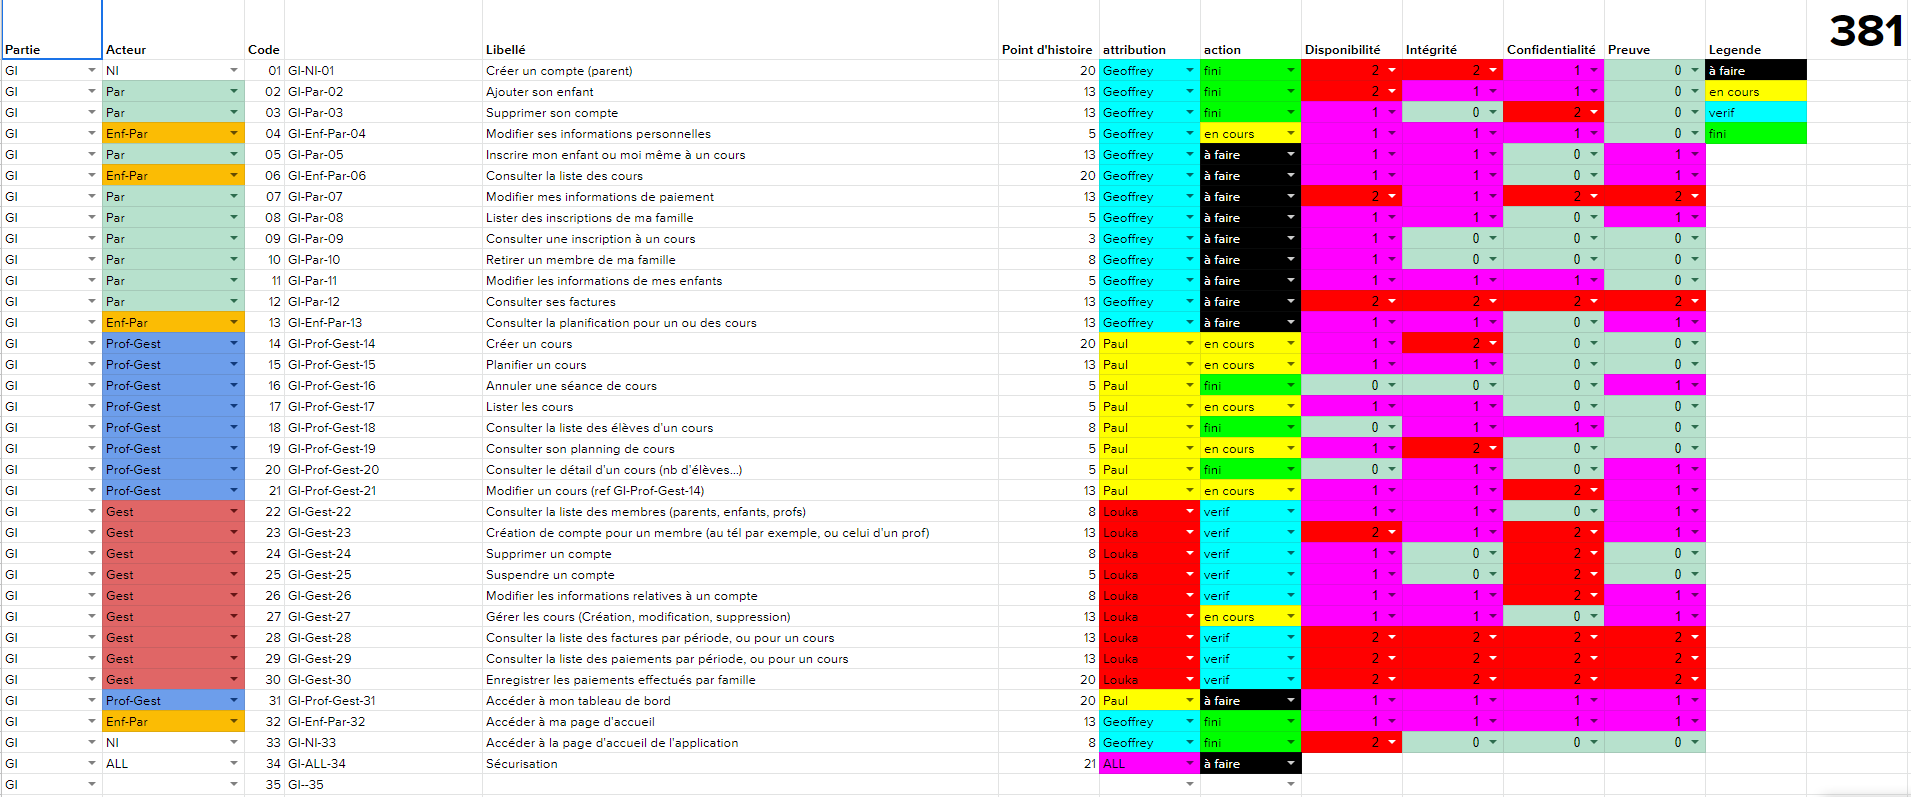 381
Partie Acteur Code Libellé Point d'histoire attribution action Disponibilité Intégrité Confidentialité Preuve Legende
GI NI 01 GI-NI-01 Créer un compte (parent) 20 Geoffrey fini 2 2 1 0 à faire
GI Par 02 GI-Par-02 Ajouter son enfant 13 Geoffrey fini 2 1 1 0 en cours
GI Par 03 GI-Par-03 Supprimer son compte 13 Geoffrey fini 1 0 2 0 verif
GI Enf-Par 04 GI-Enf-Par-04 Modifier ses informations personnelles 5 Geoffrey en cours 1 1 1 0 fini
GI Par 05 GI-Par-05 Inscrire mon enfant ou moi même à un cours 13 Geoffrey à faire 1 1 0 1
GI Enf-Par 06 GI-Enf-Par-06 Consulter la liste des cours 20 Geoffrey à faire 1 1 0 1
GI Par 07 GI-Par-07 Modifier mes informations de paiement 13 Geoffrey à faire 2 1 2 2
GI Par 08 GI-Par-08 Lister des inscriptions de ma famille 5 Geoffrey à faire 1 1 0 1
GI Par 09 GI-Par-09 Consulter une inscription à un cours 3 Geoffrey à faire 1 0 0 0
GI Par 10 GI-Par-10 Retirer un membre de ma famille 8 Geoffrey à faire 1 0 0 0
GI Par 11 GI-Par-11 Modifier les informations de mes enfants 5 Geoffrey à faire 1 1 1 0
GI Par 12 GI-Par-12 Consulter ses factures 13 Geoffrey à faire 2 2 2 2
GI Enf-Par 13 GI-Enf-Par-13 Consulter la planification pour un ou des cours 13 Geoffrey à faire 1 1 0 1
GI Prof-Gest 14 GI-Prof-Gest-14 Créer un cours 20 Paul en cours 1 2 0 0
GI Prof-Gest 15 GI-Prof-Gest-15 Planifier un cours 13 Paul en cours 1 1 0 0
GI Prof-Gest 16 GI-Prof-Gest-16 Annuler une séance de cours 5 Paul fini 0 0 0 1
GI Prof-Gest 17 GI-Prof-Gest-17 Lister les cours 5 Paul en cours 1 1 0 0
GI Prof-Gest 18 GI-Prof-Gest-18 Consulter la liste des élèves d'un cours 8 Paul fini 0 1 1 0
GI Prof-Gest 19 GI-Prof-Gest-19 Consulter son planning de cours 5 Paul en cours 1 2 0 0
GI Prof-Gest 20 GI-Prof-Gest-20 Consulter le détail d'un cours (nb d'élèves...) 5 Paul fini 0 1 0 1
GI Prof-Gest 21 GI-Prof-Gest-21 Modifier un cours (ref GI-Prof-Gest-14) 13 Paul en cours 1 1 2 1
GI Gest 22 GI-Gest-22 Consulter la liste des membres (parents, enfants, profs) 8 Louka verif 1 1 0 1
GI Gest 23 GI-Gest-23 Création de compte pour un membre (au tél par exemple, ou celui d'un prof) 13 Louka verif 2 1 2 1
GI Gest 24 GI-Gest-24 Supprimer un compte 8 Louka verif 1 0 2 0
GI Gest 25 GI-Gest-25 Suspendre un compte 5 Louka verif 1 0 2 0
GI Gest 26 GI-Gest-26 Modifier les informations relatives à un compte 8 Louka verif 1 1 2 1
GI Gest 27 GI-Gest-27 Gérer les cours (Création, modification, suppression) 13 Louka en cours 1 1 0 1
GI Gest 28 GI-Gest-28 Consulter la liste des factures par période, ou pour un cours 13 Louka verif 2 2 2 2
GI Gest 29 GI-Gest-29 Consulter la liste des paiements par période, ou pour un cours 13 Louka verif 2 2 2 2
GI Gest 30 GI-Gest-30 Enregistrer les paiements effectués par famille 20 Louka verif 2 2 2 2
GI Prof-Gest 31 GI-Prof-Gest-31 Accéder à mon tableau de bord 20 Paul à faire 1 1 1 1
GI Enf-Par 32 GI-Enf-Par-32 Accéder à ma page d'accueil 13 Geoffrey fini 1 1 1 1
GI NI 33 GI-NI-33 Accéder à la page d'accueil de l'application 8 Geoffrey fini 2 0 0 0
GI ALL 34 GI-ALL-34 Sécurisation 21 ALL à faire
GI 35 GI--35